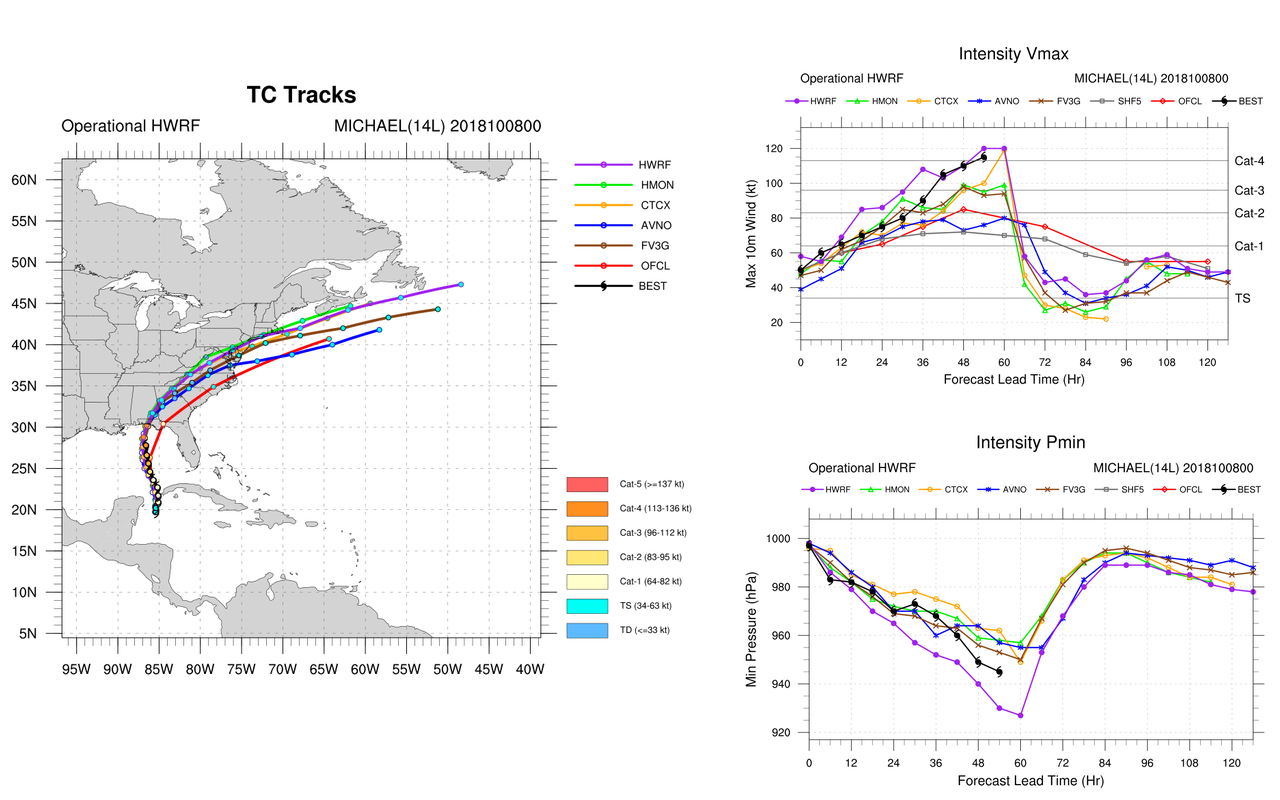 TC Tracks
Operational HWRF MICHAEL(14L) 2018100800
60N
55N
50N
45N
40N
35N
30N
25N
20N
15N
10N
5N
95W 90W 85W 80W 75W 70W 65W 60W 55W 50W 45W 40W
HWRF
HMON
CTCX
AVNO
FV3G
OFCL
BEST
Cat-5 (>=137 kt)
Cat-4 (113-136 kt)
Cat-3 (96-112 kt)
Cat-2 (83-95 kt)
Cat-1 (64-82 kt)
TS (34-63 kt)
TD (<=33 kt)
Intensity Vmax
Operational HWRF MICHAEL(14L) 2018100800
HWRF HMON CTCX AVNO FV3G SHF5 OFCL BEST
Max 10m Wind (kt)
120
100
80
60
40
20
Cat-4
Cat-3
Cat-2
Cat-1
TS
0 12 24 36 48 60 72 84 96 108 120
Forecast Lead Time (Hr)
Intensity Pmin
Operational HWRF MICHAEL(14L) 2018100800
HWRF HMON CTCX AVNO FV3G SHF5 OFCL BEST
Min Pressure (hPa)
1000
980
960
940
920
0 12 24 36 48 60 72 84 96 108 120
Forecast Lead Time (Hr)